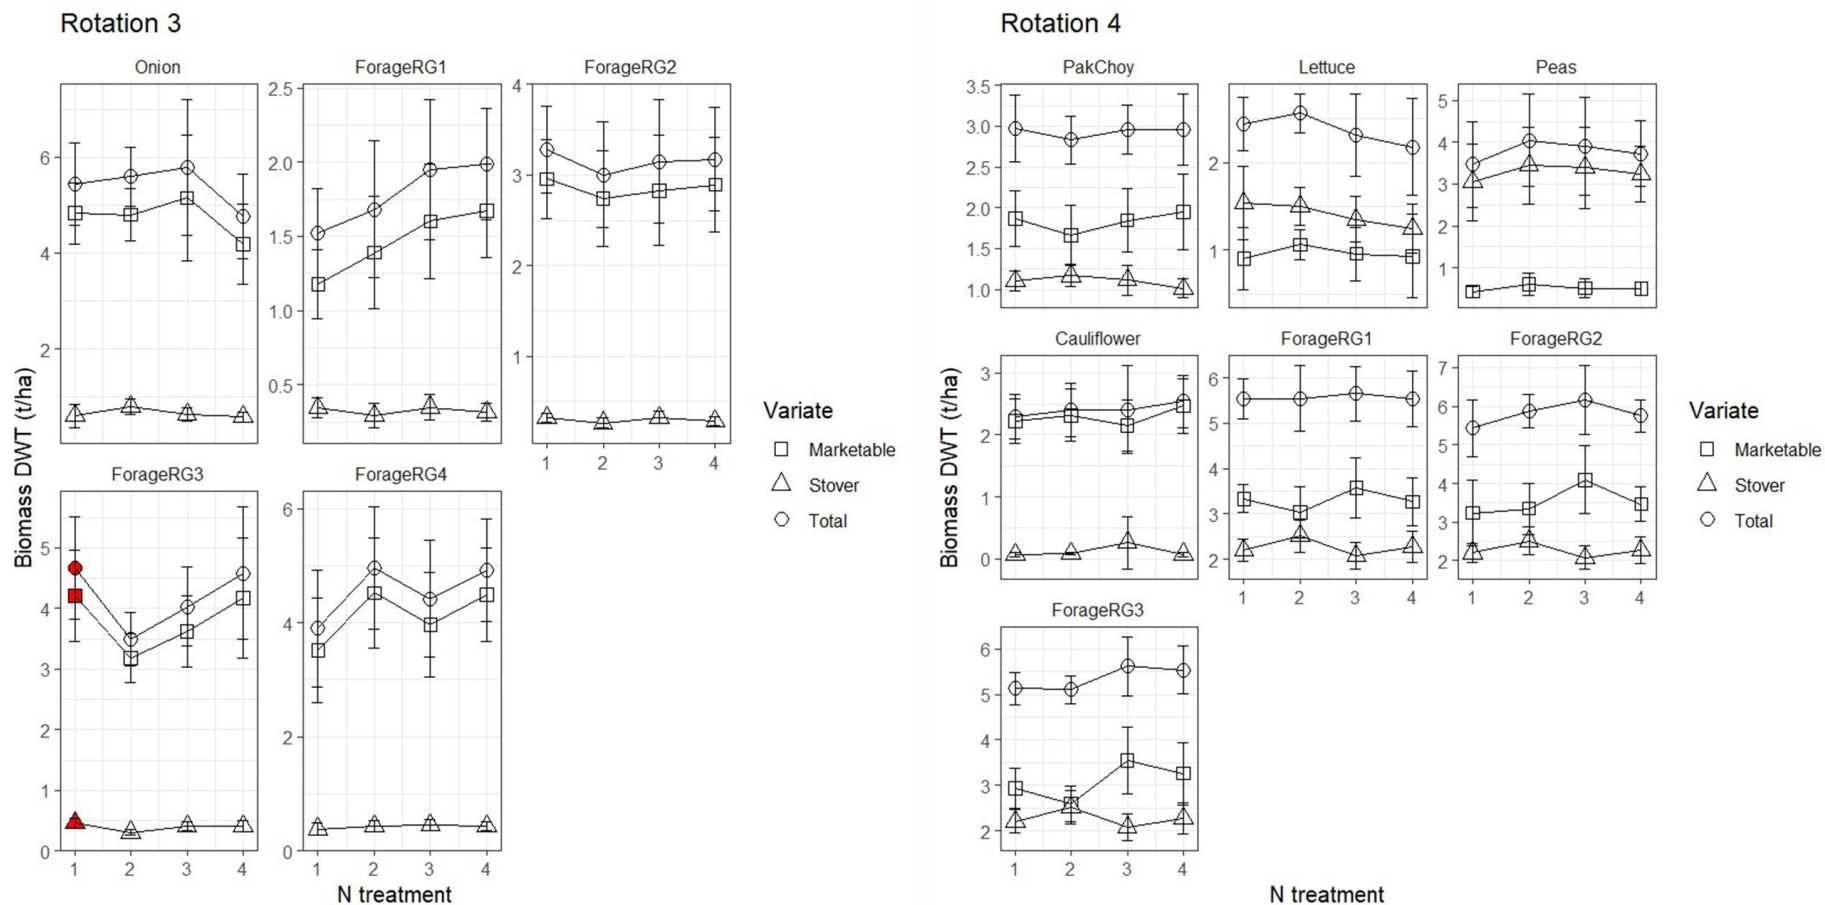 Rotation 3
Onion
ForageRG1
ForageRG2
6
4
2
2.5
2.0
1.5
1.0
0.5
4
3
2
1
1 2 3 4
ForageRG3
ForageRG4
5
4
3
2
1
0
6
4
2
0
1 2 3 4
1 2 3 4
Biomass DWT (t/ha)
N treatment
Variate
Marketable
Stover
Total
Rotation 4
PakChoy
Lettuce
Peas
3.5
3.0
2.5
2.0
1.5
1.0
2
1
5
4
3
2
1
Cauliflower
ForageRG1
ForageRG2
3
2
1
0
6
5
4
3
2
7
6
5
4
3
2
1 2 3 4
1 2 3 4
ForageRG3
6
5
4
3
2
1 2 3 4
Biomass DWT (t/ha)
N treatment
Variate
Marketable
Stover
Total